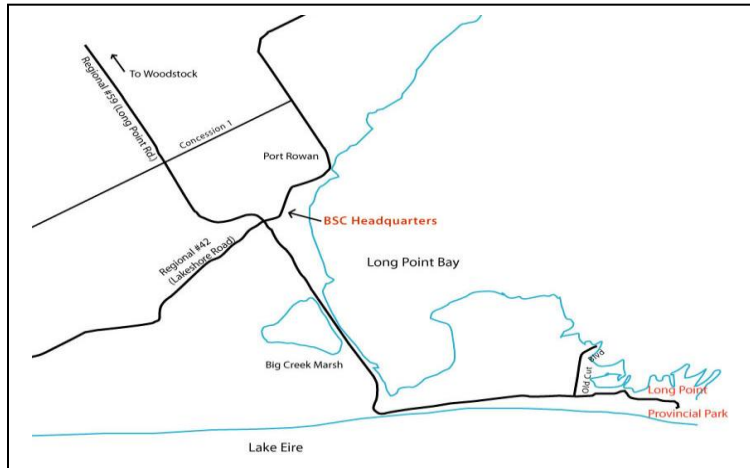 To Woodstock
Regional #59 (Long Point Rd.)
Concession 1
Port Rowan
BSC Headquarters
Regional #42
(Lakeshore Road)
Long Point Bay
Big Creek Marsh
Old Cut Blvd
Long Point
Provincial Park
Lake Eire